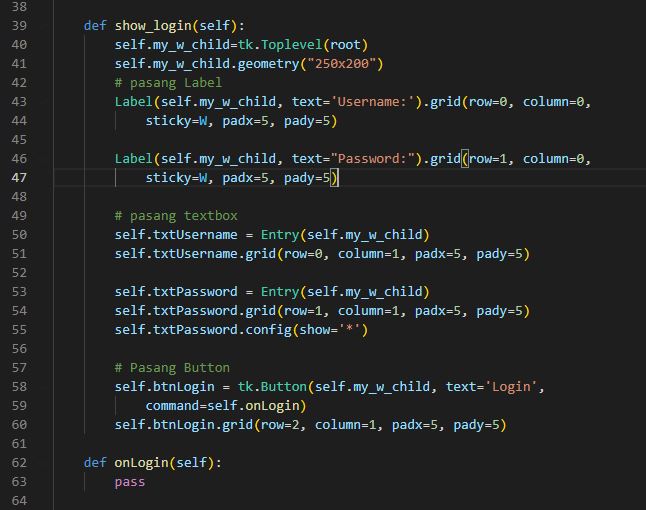 38
39 def show_login(self):
40 self.my_w_child=tk.Toplevel(root)
41 self.my_w_child.geometry("250x200")
42 # pasang Label
43 Label(self.my_w_child, text='Username:').grid(row=0, column=0,
44 sticky=W, padx=5, pady=5)
45
46 Label(self.my_w_child, text="Password:").grid(row=1, column=0,
47 sticky=W, padx=5, pady=5)
48
49 # pasang textbox
50 self.txtUsername = Entry(self.my_w_child)
51 self.txtUsername.grid(row=0, column=1, padx=5, pady=5)
52
53 self.txtPassword = Entry(self.my_w_child)
54 self.txtPassword.grid(row=1, column=1, padx=5, pady=5)
55 self.txtPassword.config(show='*')
56
57 # Pasang Button
58 self.btnLogin = tk.Button(self.my_w_child, text='Login',
59 command=self.onLogin)
60 self.btnLogin.grid(row=2, column=1, padx=5, pady=5)
61
62 def onLogin(self):
63 pass
64